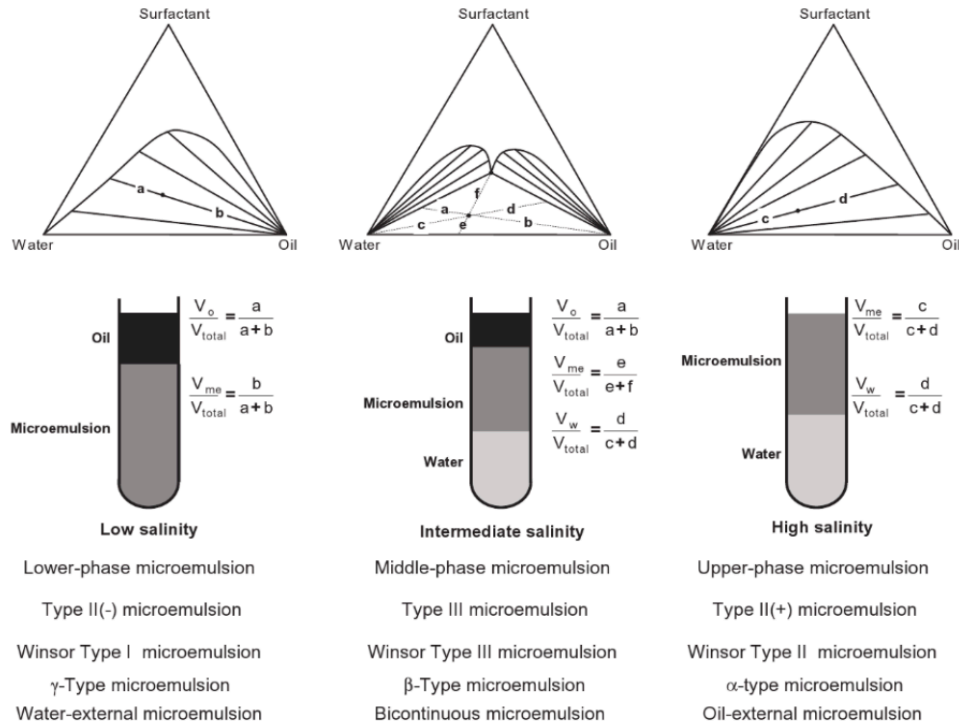 Surfactant
Surfactant
Surfactant
a
b
Water
Oil
f
a
d
c
e
b
Water
Oil
d
c
Water
Oil
Oil
Microemulsion
V_o/V_total = a/a+b
V_me/V_total = b/a+b
Low salinity
Oil
Microemulsion
Water
V_o/V_total = a/a+b
V_me/V_total = e/e+f
V_w/V_total = d/c+d
Intermediate salinity
Microemulsion
Water
V_me/V_total = c/c+d
V_w/V_total = d/c+d
High salinity
Lower-phase microemulsion
Middle-phase microemulsion
Upper-phase microemulsion
Type II(-) microemulsion
Type III microemulsion
Type II(+) microemulsion
Winsor Type I microemulsion
Winsor Type III microemulsion
Winsor Type II microemulsion
γ-Type microemulsion
β-Type microemulsion
α-type microemulsion
Water-external microemulsion
Bicontinuous microemulsion
Oil-external microemulsion